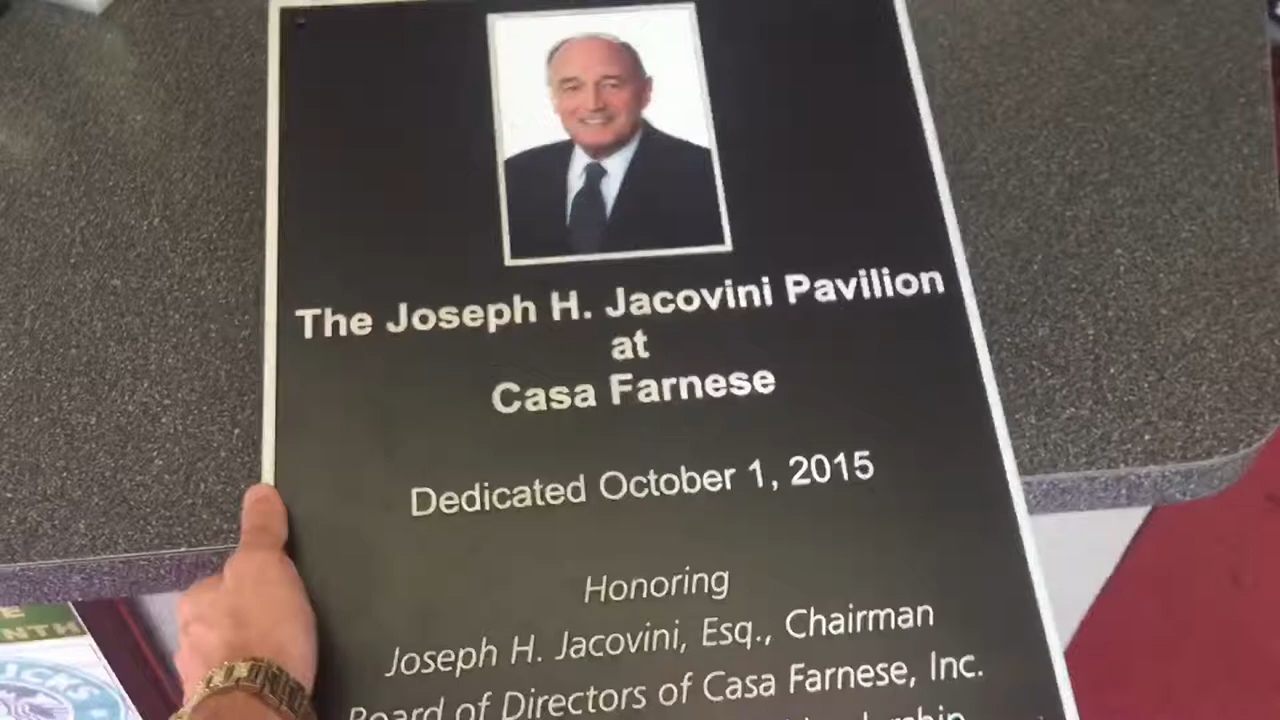 The Joseph H. Jacovini Pavilion
at
Casa Farnese
Dedicated October 1, 2015
Honoring
Joseph H. Jacovini, Esq., Chairman
Board of Directors of Casa Farnese, Inc.